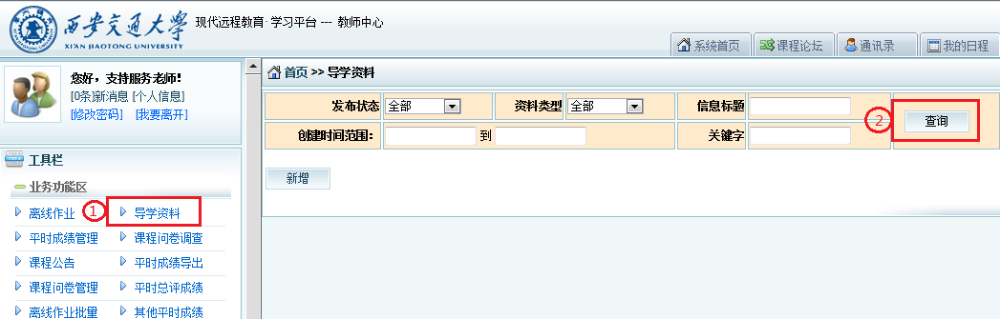 西安交通大学
XI'AN JIAOTONG UNIVERSITY
现代远程教育·学习平台 --- 教师中心
系统首页 课程论坛 通讯录 我的日程
您好，支持服务老师！
[0条]新消息 [个人信息]
[修改密码] [我要离开]
工具栏
业务功能区
离线作业 ① 导学资料
平时成绩管理 课程问卷调查
课程公告 平时成绩导出
课程问卷管理 平时总评成绩
离线作业批量 其他平时成绩
首页 >> 导学资料
发布状态 全部 资料类型 全部 信息标题
② 查询
创建时间范围： 到 关键字
新增